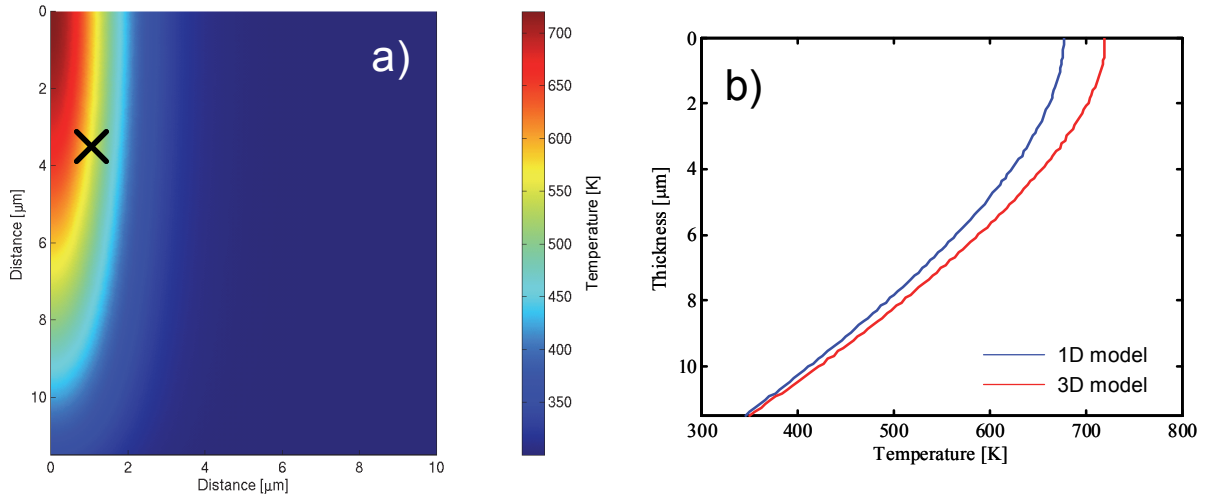 a)
0
2
4
6
8
10
Distance [µm]
0 2 4 6 8 10
Distance [µm]
700
650
600
550
500
450
400
350
Temperature [K]
b)
0
2
4
6
8
10
Thickness [µm]
300 400 500 600 700 800
Temperature [K]
1D model
3D model